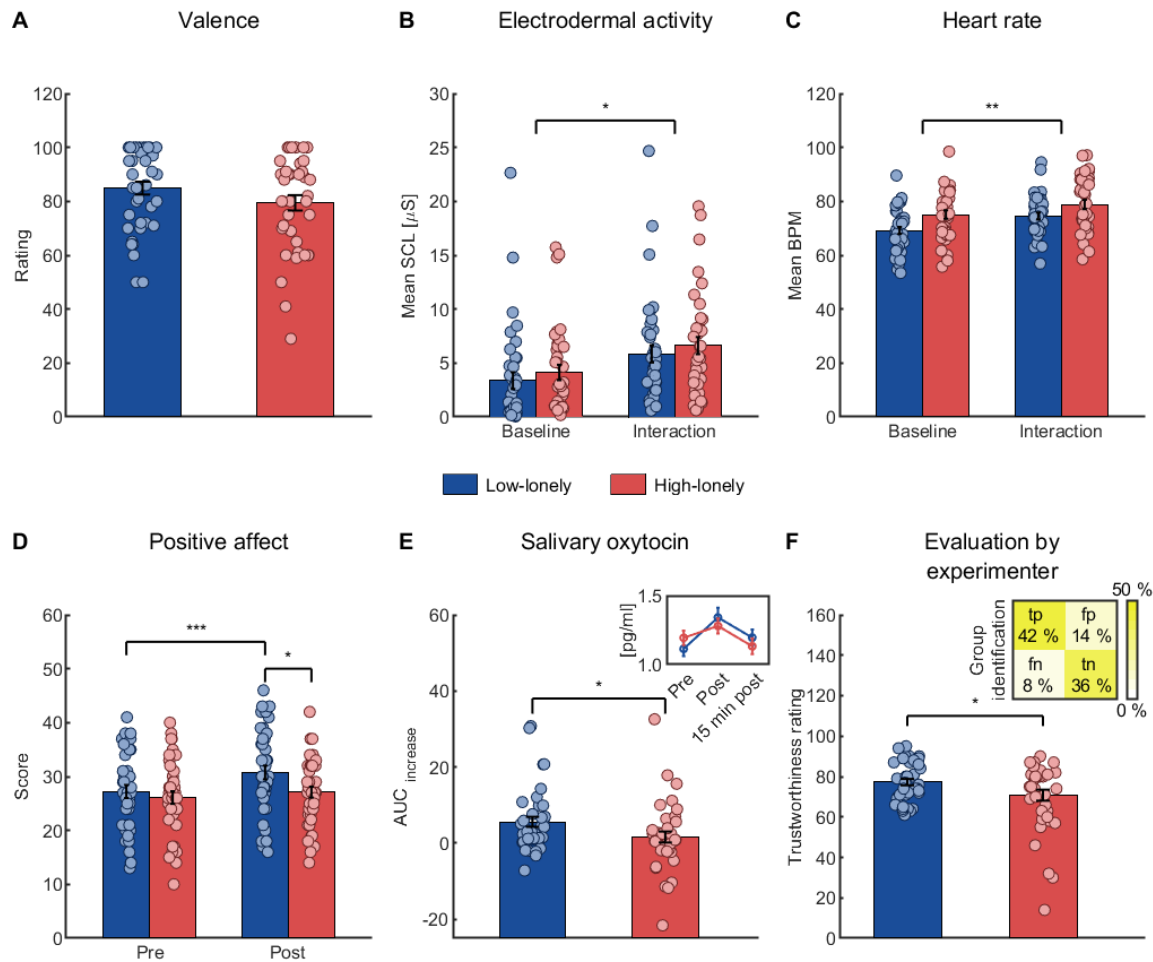 A Valence
B Electrodermal activity
C Heart rate
Rating
120
100
80
60
40
20
0
Mean SCL [μS]
30
25
20
15
10
5
0
*
Baseline Interaction
Mean BPM
120
100
80
60
40
20
0
**
Baseline Interaction
Low-lonely High-lonely
D Positive affect
E Salivary oxytocin
F Evaluation by
experimenter
Score
60
50
40
30
20
10
0
***
*
Pre Post
AUC increase
60
40
20
0
-20
*
[pg/ml]
1.5
1.0
Pre
Post
15 min post
Trustworthiness rating
160
140
120
100
80
60
40
20
0
*
Group
identification
tp fp
42 % 14 %
fn tn
8 % 36 %
50 %
0 %